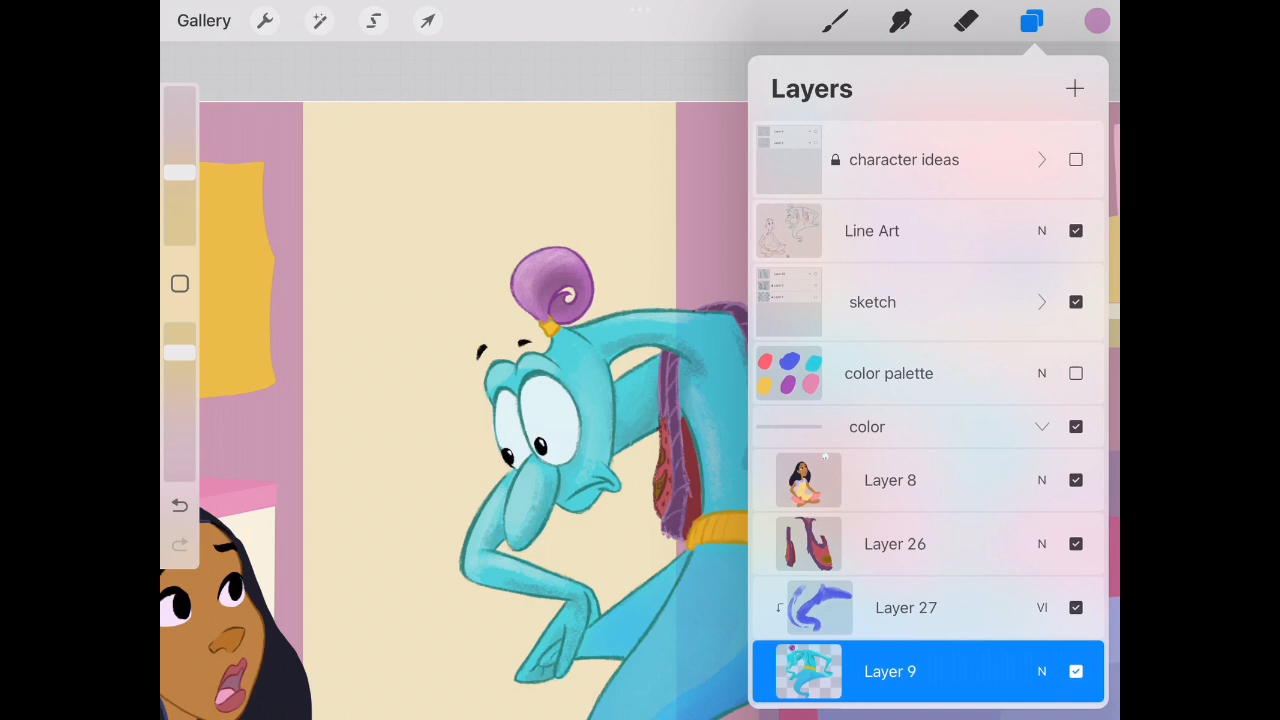 Gallery
Layers
character ideas
Line Art N
sketch
color palette N
color
Layer 8 N
Layer 26 N
Layer 27 VI
Layer 9 N